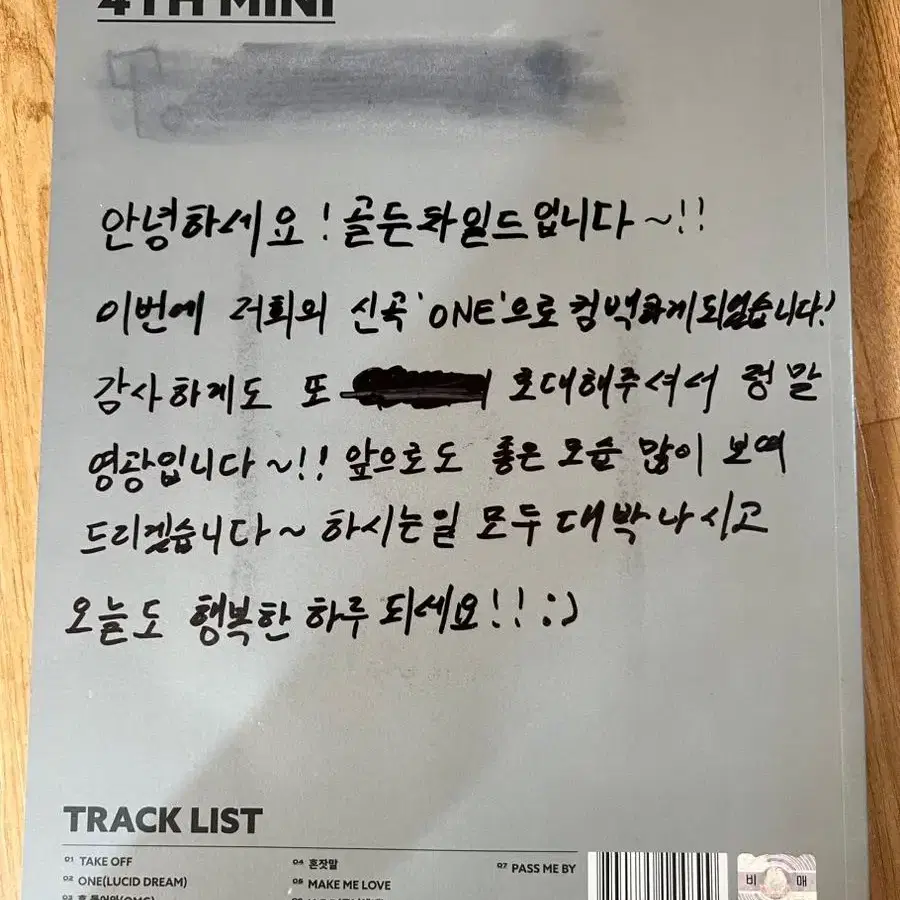 4TH MINI
안녕하세요! 골든차일드입니다~!!
이번에 저희의 신곡 'ONE'으로 컴백하게되었습니다!
감사하게도 또 초대해주셔서 정말
영광입니다~!! 앞으로도 좋은 모습 많이 보여
드리겠습니다~ 하시는일 모두 대박나시고
오늘도 행복한 하루 되세요!! :)
TRACK LIST
01 TAKE OFF
02 ONE(LUCID DREAM)
04 혼잣말
05 MAKE ME LOVE
07 PASS ME BY
비 매